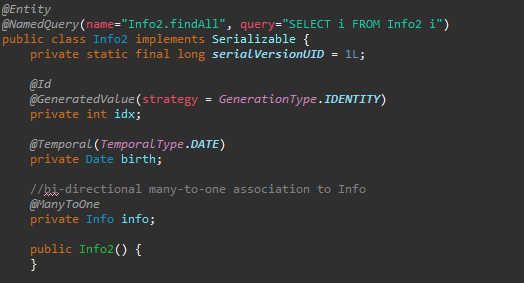 @Entity
@NamedQuery(name="Info2.findAll", query="SELECT i FROM Info2 i")
public class Info2 implements Serializable {
    private static final long serialVersionUID = 1L;

    @Id
    @GeneratedValue(strategy = GenerationType.IDENTITY)
    private int idx;

    @Temporal(TemporalType.DATE)
    private Date birth;

    //bi-directional many-to-one association to Info
    @ManyToOne
    private Info info;

    public Info2() {
    }